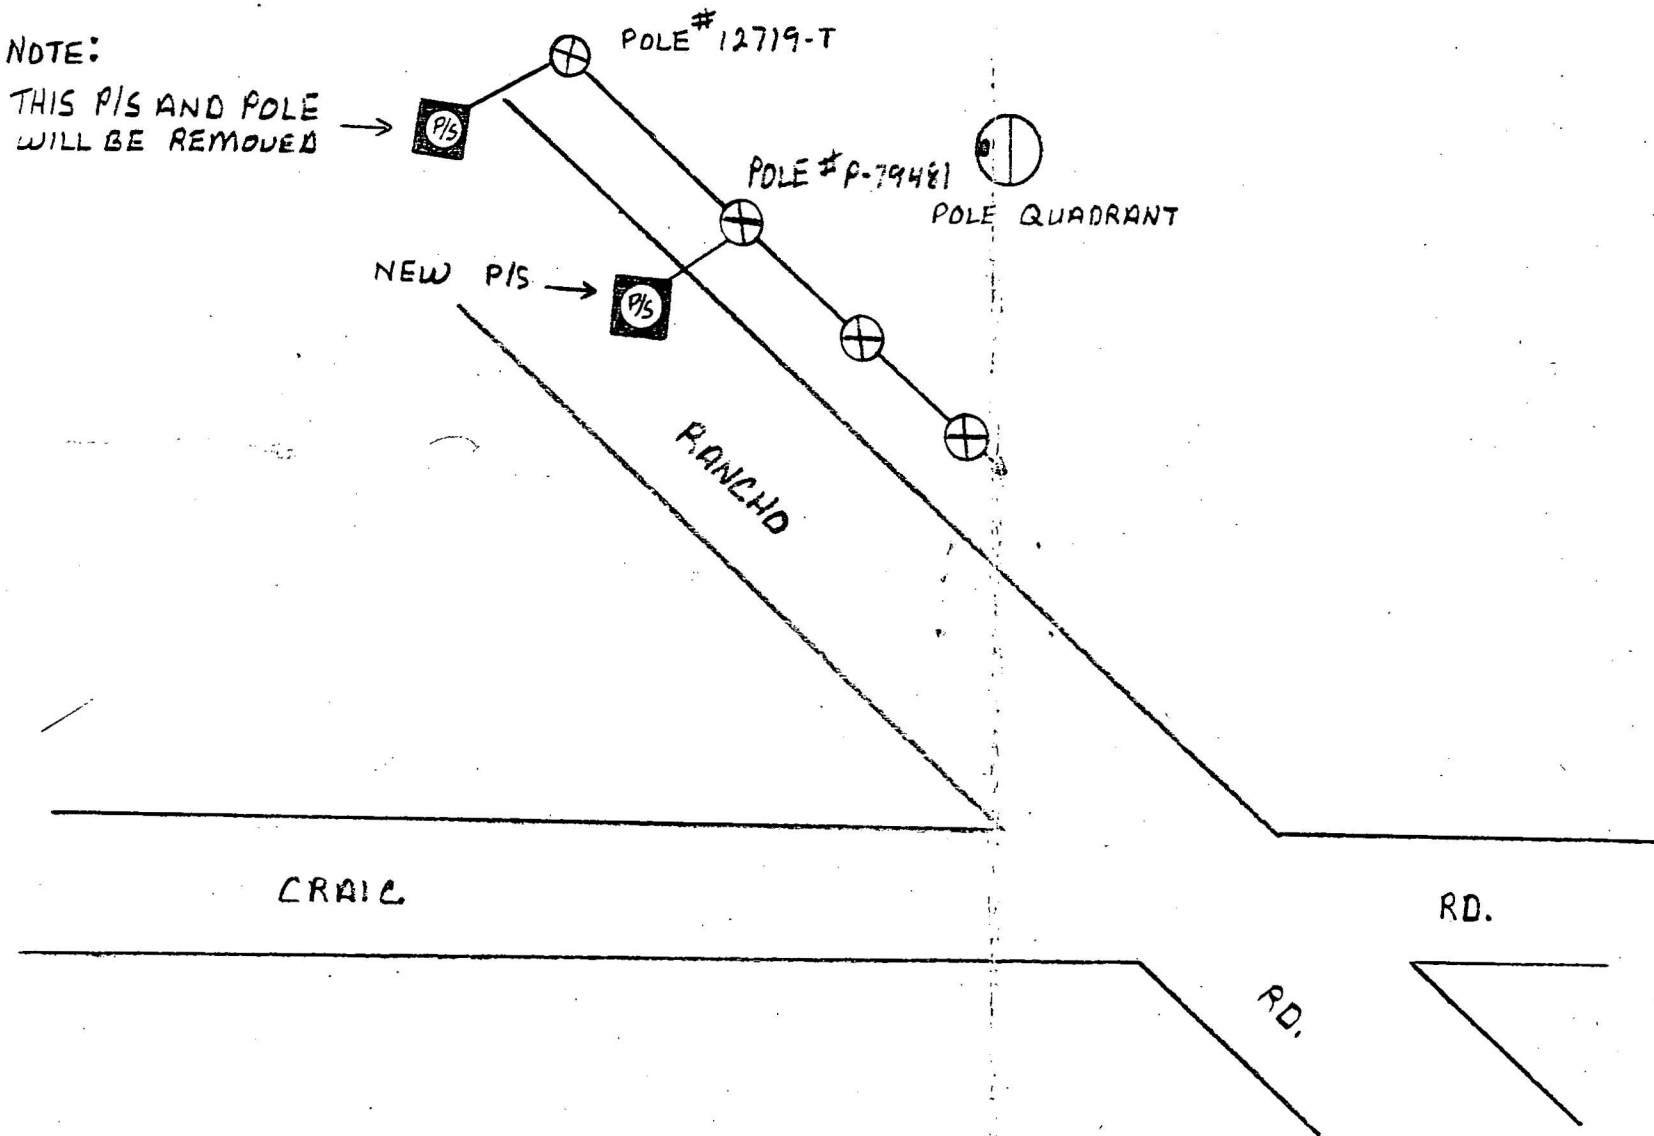 NOTE:
THIS P/S AND POLE
WILL BE REMOVED
P/S
POLE # 12719-T
POLE # P-79481
POLE QUADRANT
NEW P/S
P/S
RANCHO
CRAIG
RD.
RD.